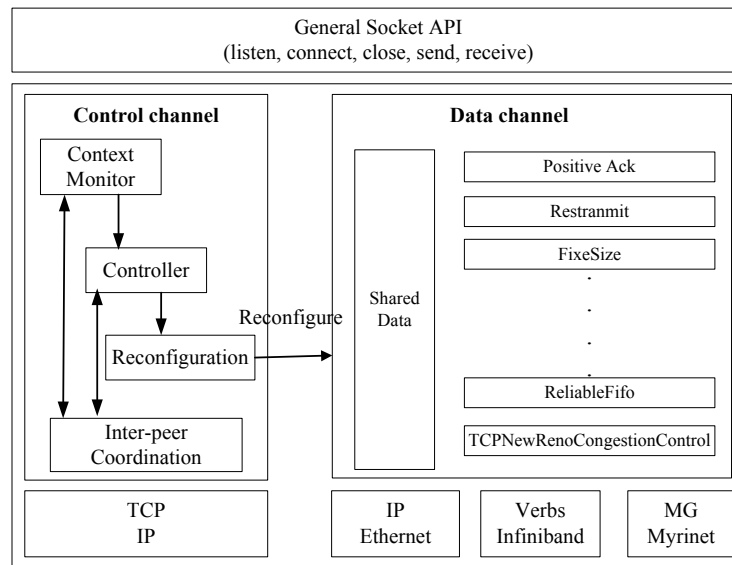 General Socket API
(listen, connect, close, send, receive)
Control channel
Context
Monitor
Controller
Reconfiguration
Inter-peer
Coordination
Reconfigure
Data channel
Shared
Data
Positive Ack
Restranmit
FixeSize
ReliableFifo
TCPNewRenoCongestionControl
TCP
IP
IP
Ethernet
Verbs
Infiniband
MG
Myrinet